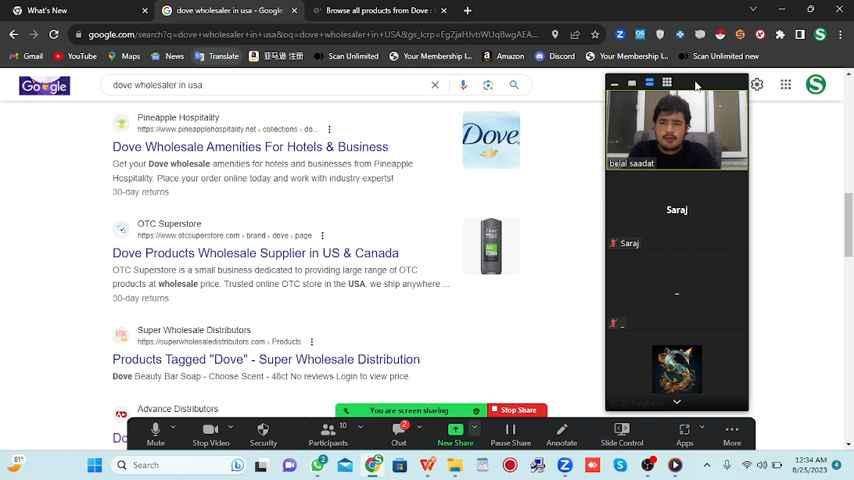 What's New
dove wholesaler in usa - Google
Browse all products from Dove :
google.com/search?q=dove+wholesaler+in+usa&oq=dove+wholesaler+in+USA&gs_lcrp=EgZjaHJvbWUqBwgAEA...
Gmail YouTube Maps News Translate 亚马逊 注册 Scan Unlimited Your Membership I... Amazon Discord Your Membership I... Scan Unlimited new
Google
dove wholesaler in usa
Pineapple Hospitality
https://www.pineapplehospitality.net › collections › do...
Dove Wholesale Amenities For Hotels & Business
Get your Dove wholesale amenities for hotels and businesses from Pineapple
Hospitality. Place your order online today and work with industry experts!
30-day returns
Dove
OTC Superstore
https://www.otcsuperstore.com › brand › dove › page
Dove Products Wholesale Supplier in US & Canada
OTC Superstore is a small business dedicated to providing large range of OTC
products at wholesale price. Trusted online OTC store in the USA, we ship anywhere ...
30-day returns
Super Wholesale Distributors
https://superwholesaledistributors.com › Products
Products Tagged "Dove" - Super Wholesale Distribution
Dove Beauty Bar Soap - Choose Scent - 48ct No reviews Login to view price.
Advance Distributors
belal saadat
Saraj
Saraj
-
_
You are screen sharing
Stop Share
10
2
Mute Stop Video Security Participants Chat New Share Pause Share Annotate Slide Control Apps More
81°
Search
12:34 AM
8/25/2023